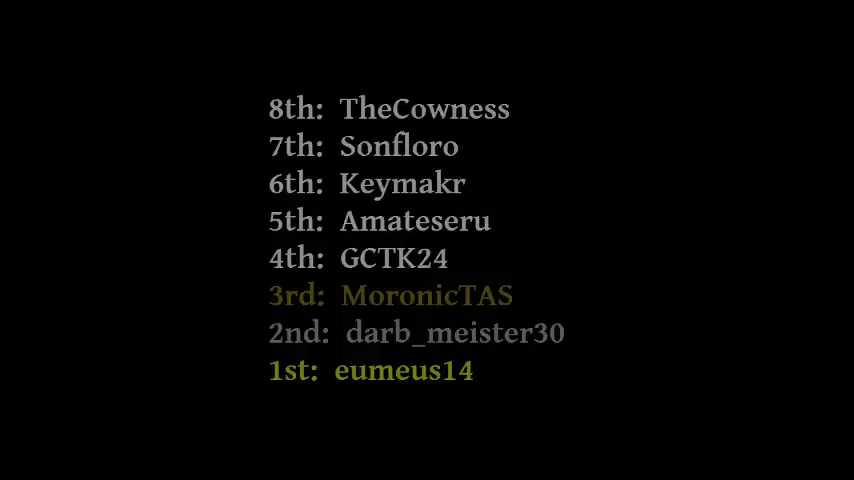 8th: TheCowness
7th: Sonfloro
6th: Keymakr
5th: Amateseru
4th: GCTK24
3rd: MoronicTAS
2nd: darb_meister30
1st: eumeus14